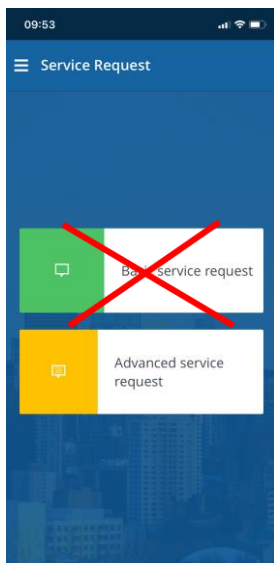 09:53
Service Request
Basic service request
Advanced service
request